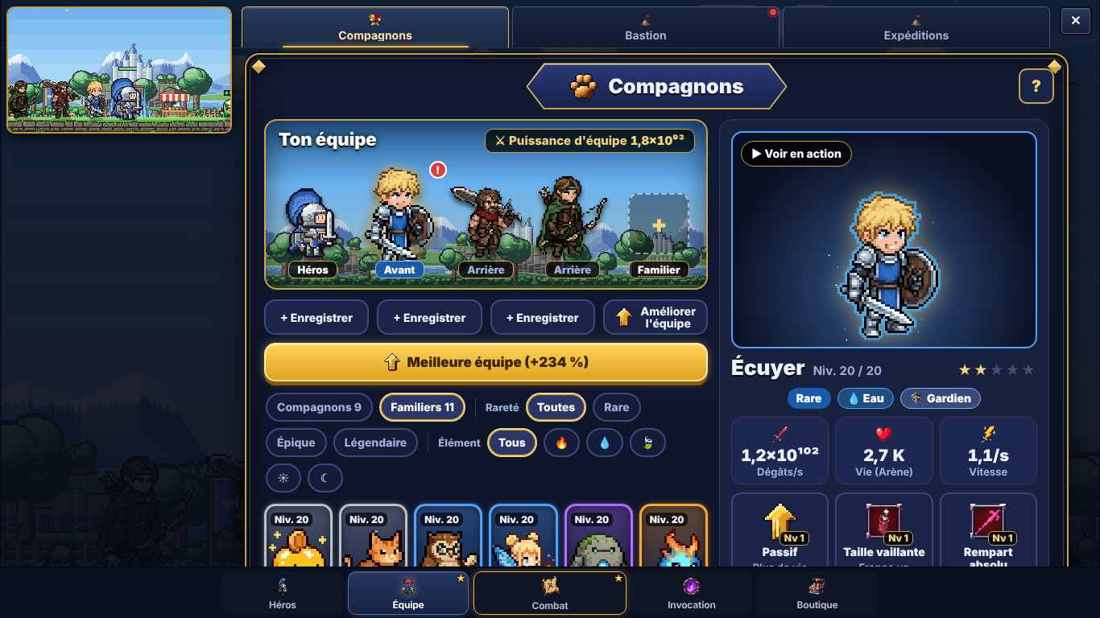 Compagnons
Bastion
Expéditions
×
Compagnons
?
Ton équipe
Puissance d'équipe 1,8×10⁹³
!
Héros
Avant
Arrière
Arrière
Familier
+ Enregistrer
+ Enregistrer
+ Enregistrer
Améliorer
l'équipe
Meilleure équipe (+234 %)
Compagnons 9
Familiers 11
Rareté
Toutes
Rare
Épique
Légendaire
Élément
Tous
Niv. 20
Niv. 20
Niv. 20
Niv. 20
Niv. 20
Niv. 20
▶ Voir en action
Écuyer Niv. 20 / 20
Rare
Eau
Gardien
1,2×10¹⁰²
Dégâts/s
2,7 K
Vie (Arène)
1,1/s
Vitesse
Nv 1
Passif
Nv 1
Taille vaillante
Nv 1
Rempart
absolu
Héros
Équipe
Combat
Invocation
Boutique